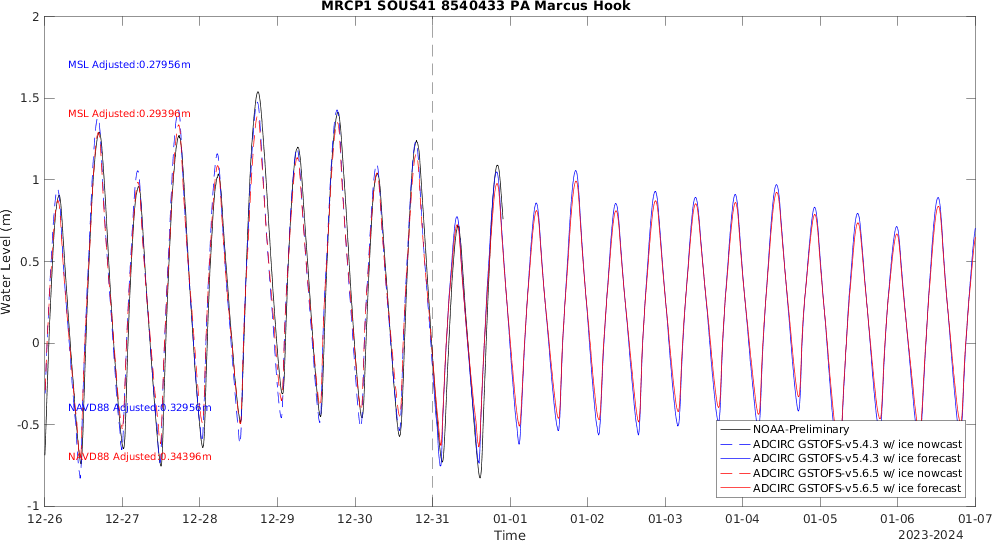 MRCP1 SOUS41 8540433 PA Marcus Hook
2
1.5
1
0.5
0
-0.5
-1
Water Level (m)
MSL Adjusted:0.27956m
MSL Adjusted:0.29396m
NAVD88 Adjusted:0.32956m
NAVD88 Adjusted:0.34396m
NOAA-Preliminary
ADCIRC GSTOFS-v5.4.3 w/ ice nowcast
ADCIRC GSTOFS-v5.4.3 w/ ice forecast
ADCIRC GSTOFS-v5.6.5 w/ ice nowcast
ADCIRC GSTOFS-v5.6.5 w/ ice forecast
12-26 12-27 12-28 12-29 12-30 12-31 01-01 01-02 01-03 01-04 01-05 01-06 01-07
Time
2023-2024